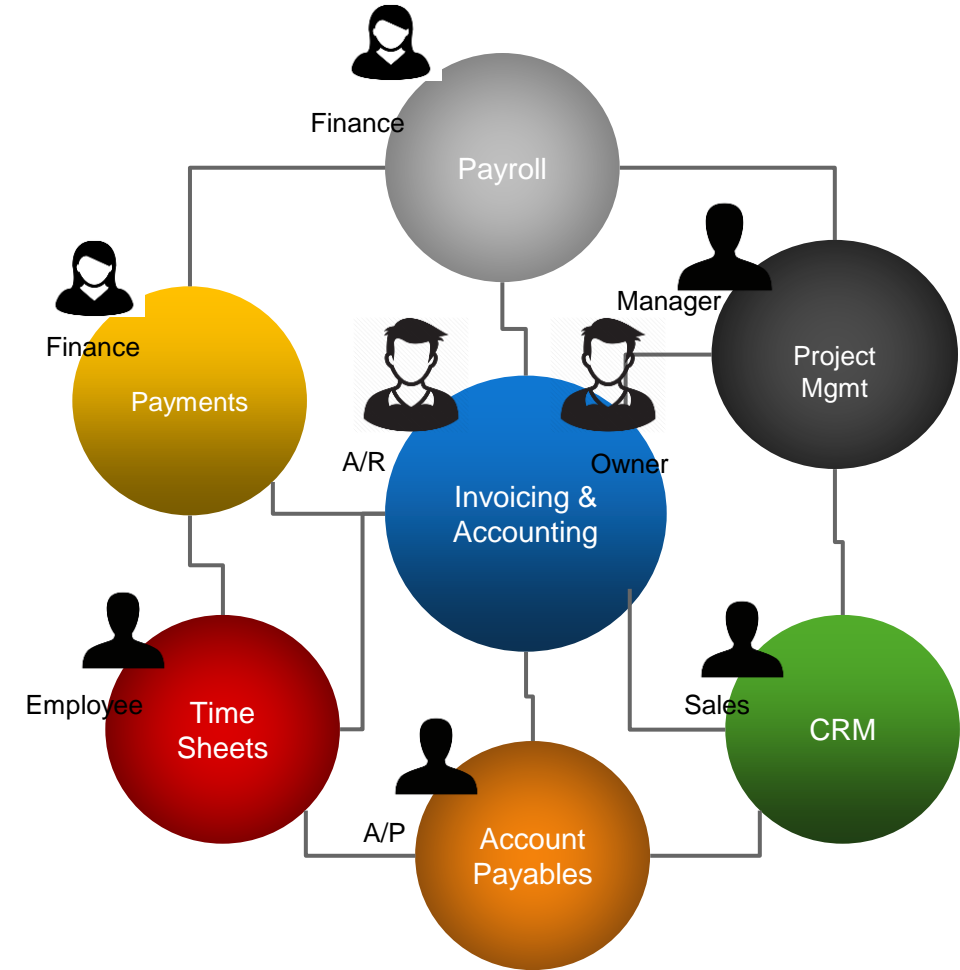 Finance
Payroll
Manager
Finance
Project
Mgmt
Payments
A/R
Owner
Invoicing &
Accounting
Employee
Sales
Time
Sheets
CRM
A/P
Account
Payables